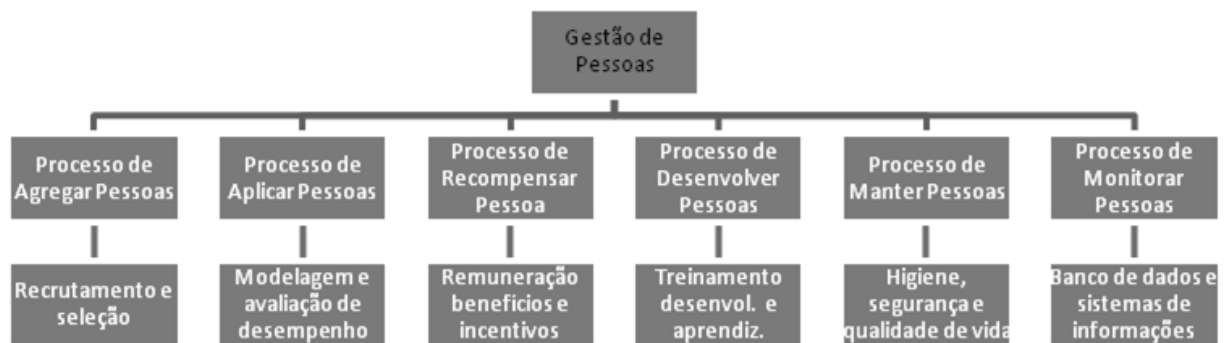 Gestão de
Pessoas
Processo de
Agregar Pessoas
Processo de
Aplicar Pessoas
Processo de
Recompensar
Pessoa
Processo de
Desenvolver
Pessoas
Processo de
Manter Pessoas
Processo de
Monitorar
Pessoas
Recrutamento e
seleção
Modelagem e
avaliação de
desempenho
Remuneração
benefícios e
incentivos
Treinamento
desenvol. e
aprendiz.
Higiene,
segurança e
qualidade de vida
Banco de dados e
sistemas de
informações